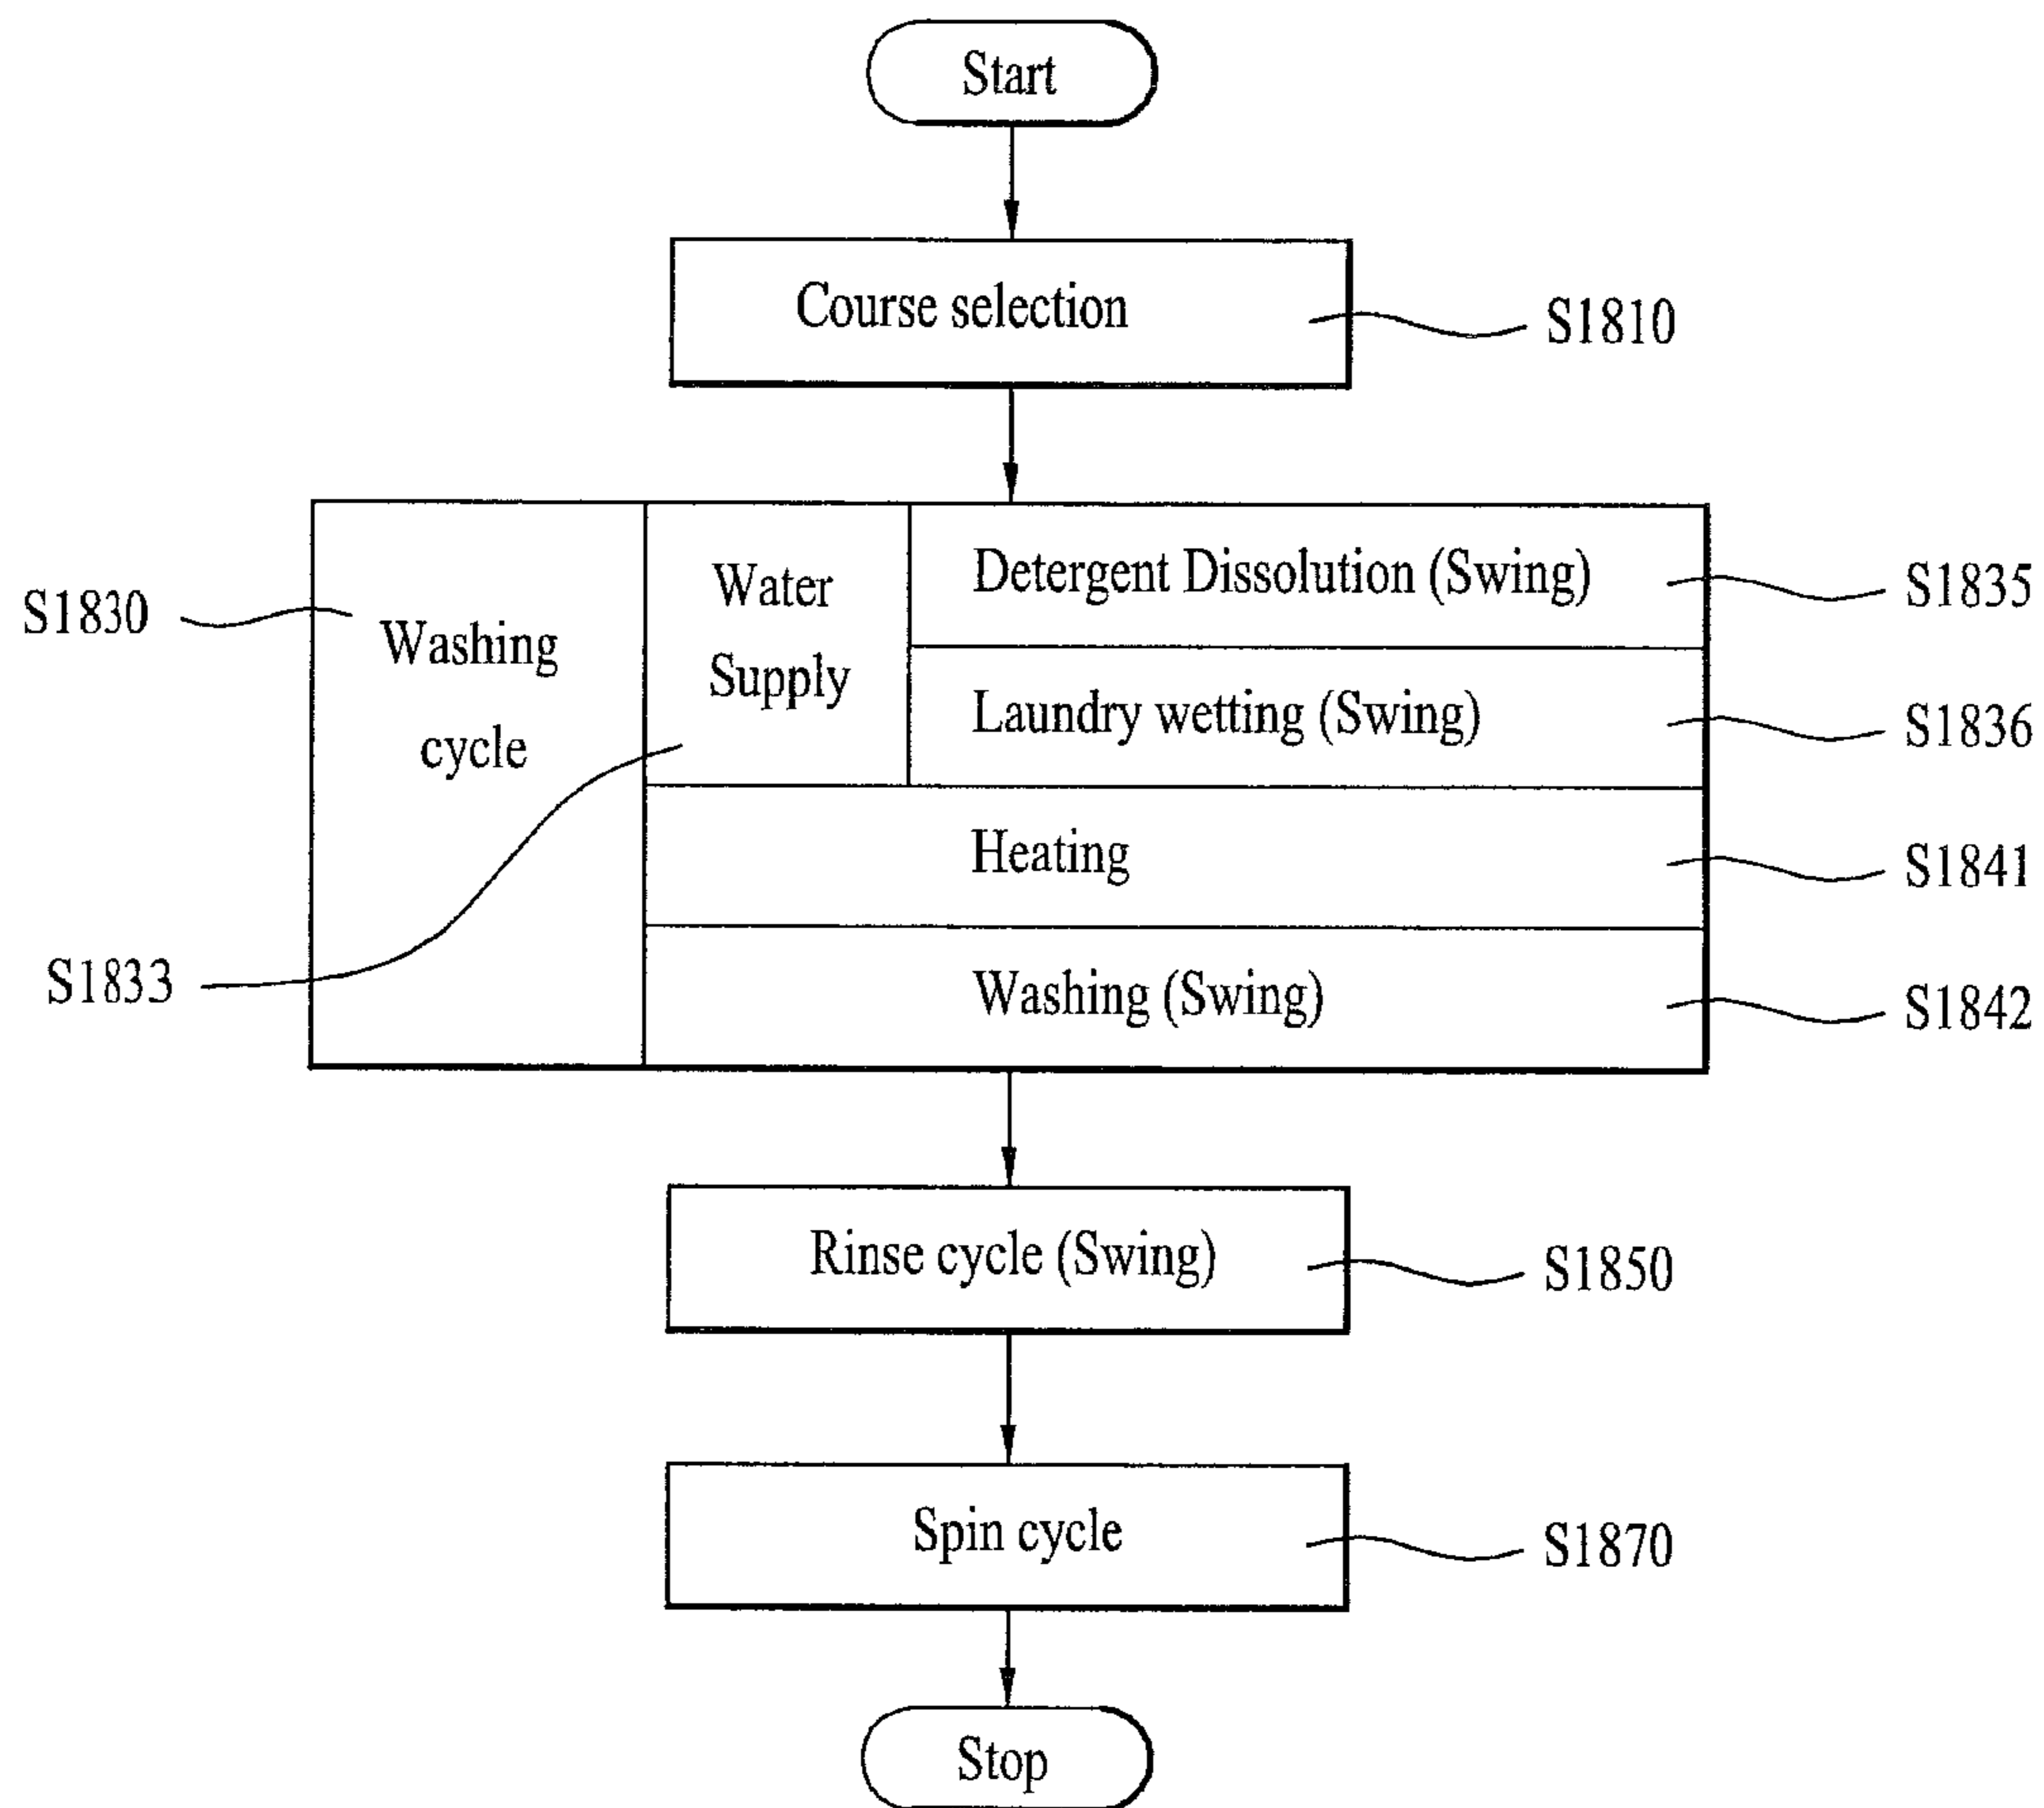 Start
Course selection
S1810
S1830
Washing
cycle
Water
Supply
S1833
Detergent Dissolution (Swing)
S1835
Laundry wetting (Swing)
S1836
Heating
S1841
Washing (Swing)
S1842
Rinse cycle (Swing)
S1850
Spin cycle
S1870
Stop